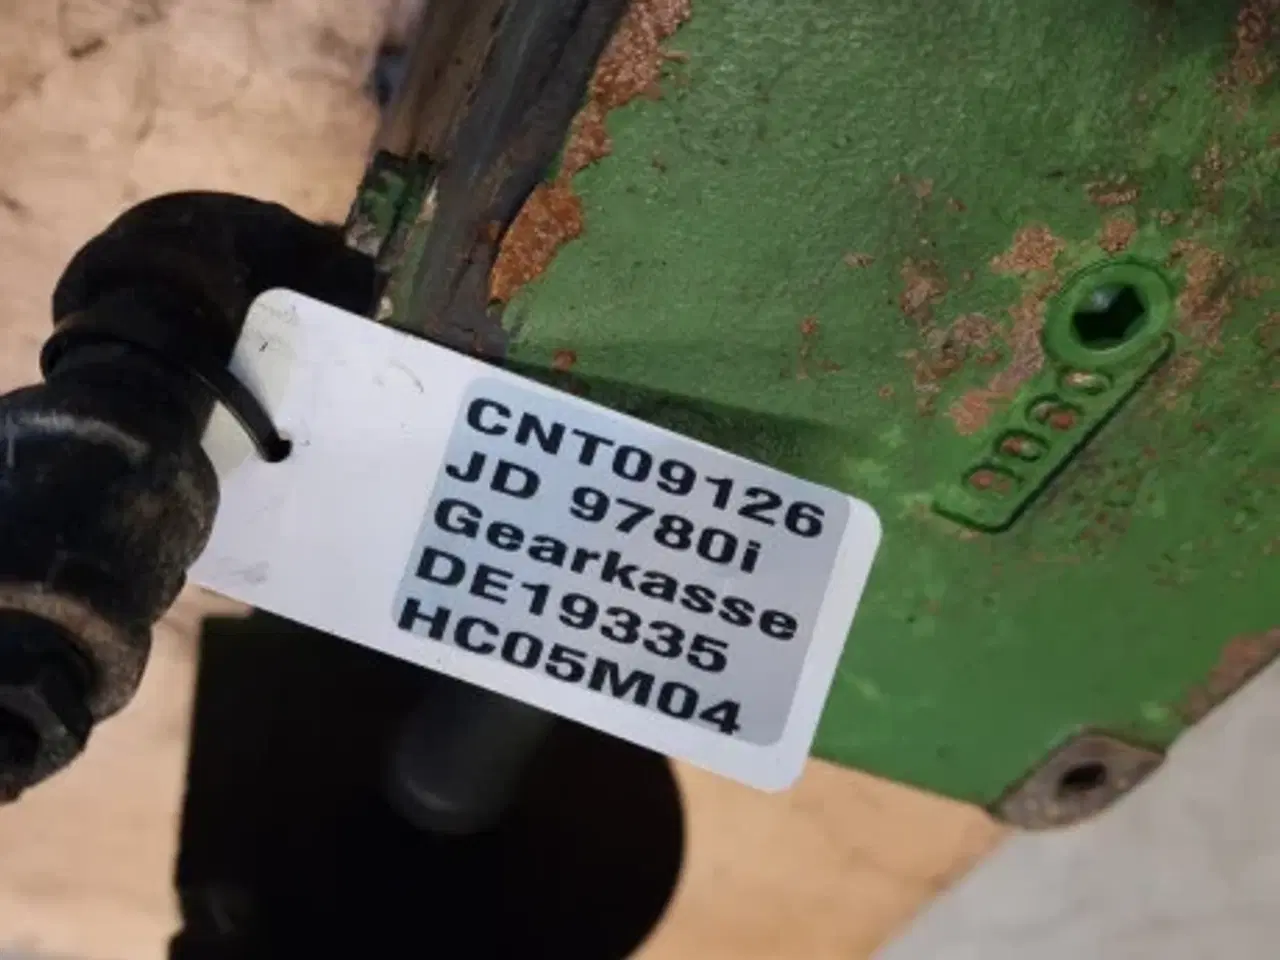 CNT09126
JD 9780i
Gearkasse
DE19335
HC05M04